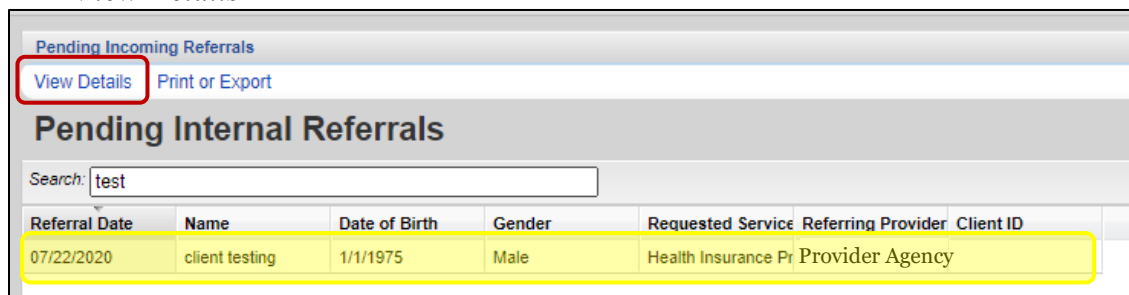 Pending Incoming Referrals
View Details Print or Export
Pending Internal Referrals
Search: test
Referral Date Name Date of Birth Gender Requested Service Referring Provider Client ID
07/22/2020 client testing 1/1/1975 Male Health Insurance Pr Provider Agency